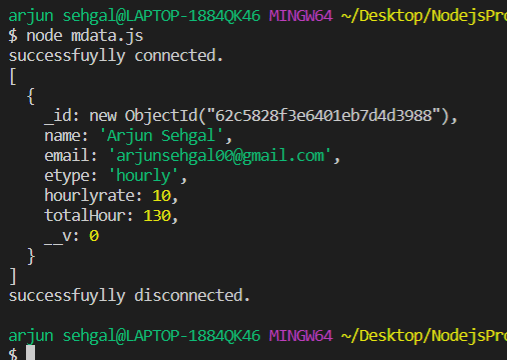 arjun sehgal@LAPTOP-1884QK46 MINGW64 ~/Desktop/NodejsPro
$ node mdata.js
successfuylly connected.
[
  {
    _id: new ObjectId("62c5828f3e6401eb7d4d3988"),
    name: 'Arjun Sehgal',
    email: 'arjunsehgal00@gmail.com',
    etype: 'hourly',
    hourlyrate: 10,
    totalHour: 130,
    __v: 0
  }
]
successfuylly disconnected.
arjun sehgal@LAPTOP-1884QK46 MINGW64 ~/Desktop/NodejsPro
$